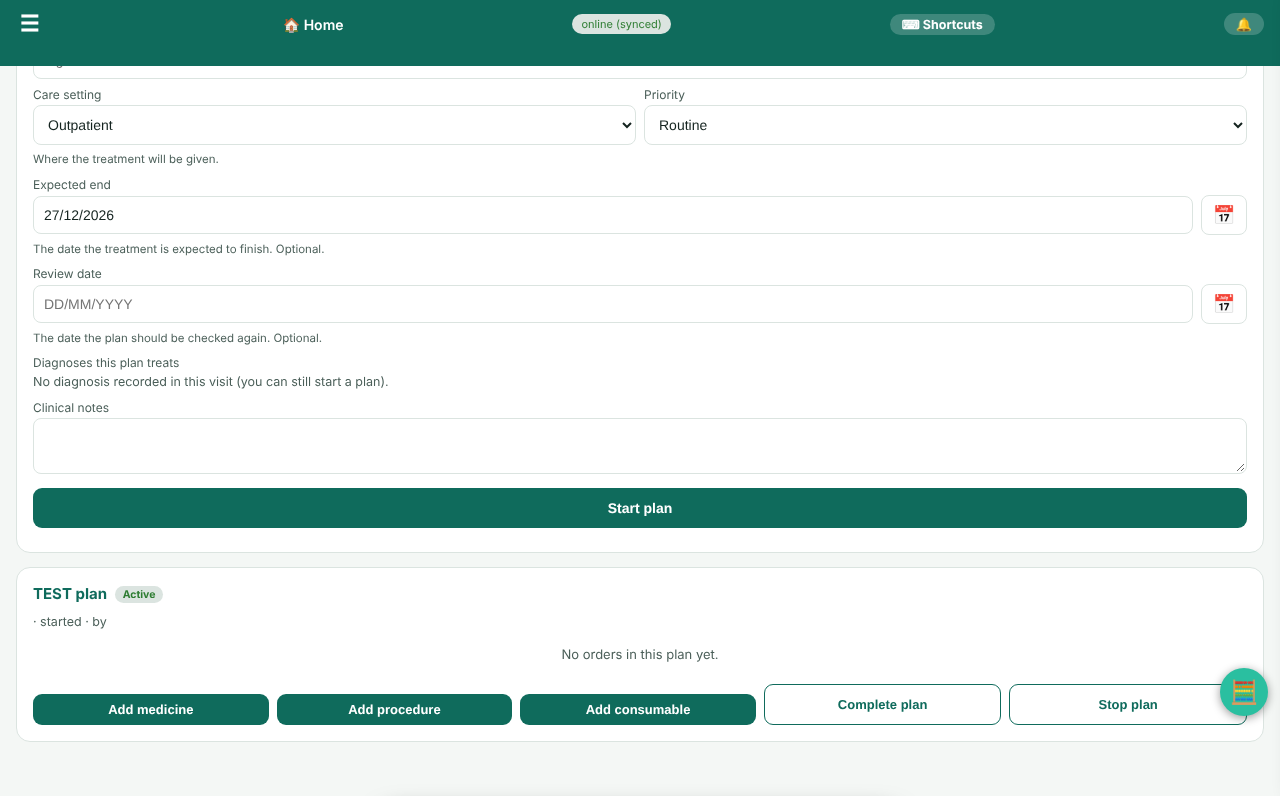 ☰
🏠 Home
online (synced)
⌨ Shortcuts
🔔
Care setting
Priority
Outpatient
Routine
Where the treatment will be given.
Expected end
27/12/2026
The date the treatment is expected to finish. Optional.
Review date
DD/MM/YYYY
The date the plan should be checked again. Optional.
Diagnoses this plan treats
No diagnosis recorded in this visit (you can still start a plan).
Clinical notes
Start plan
TEST plan Active
· started · by
No orders in this plan yet.
Add medicine
Add procedure
Add consumable
Complete plan
Stop plan